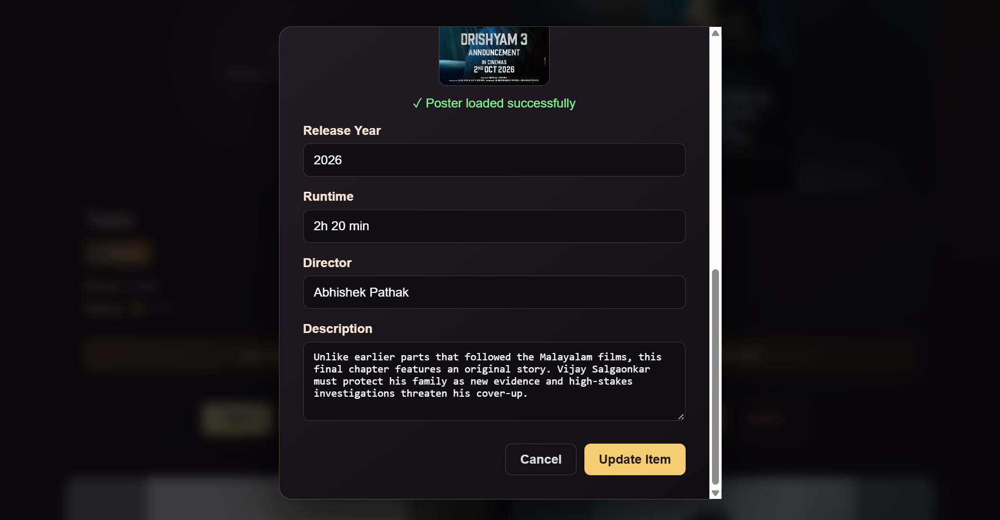 DRISHYAM 3
ANNOUNCEMENT
IN CINEMAS
2ND OCT 2026
✓ Poster loaded successfully
Release Year
2026
Runtime
2h 20 min
Director
Abhishek Pathak
Description
Unlike earlier parts that followed the Malayalam films, this
final chapter features an original story. Vijay Salgaonkar
must protect his family as new evidence and high-stakes
investigations threaten his cover-up.
Cancel
Update Item